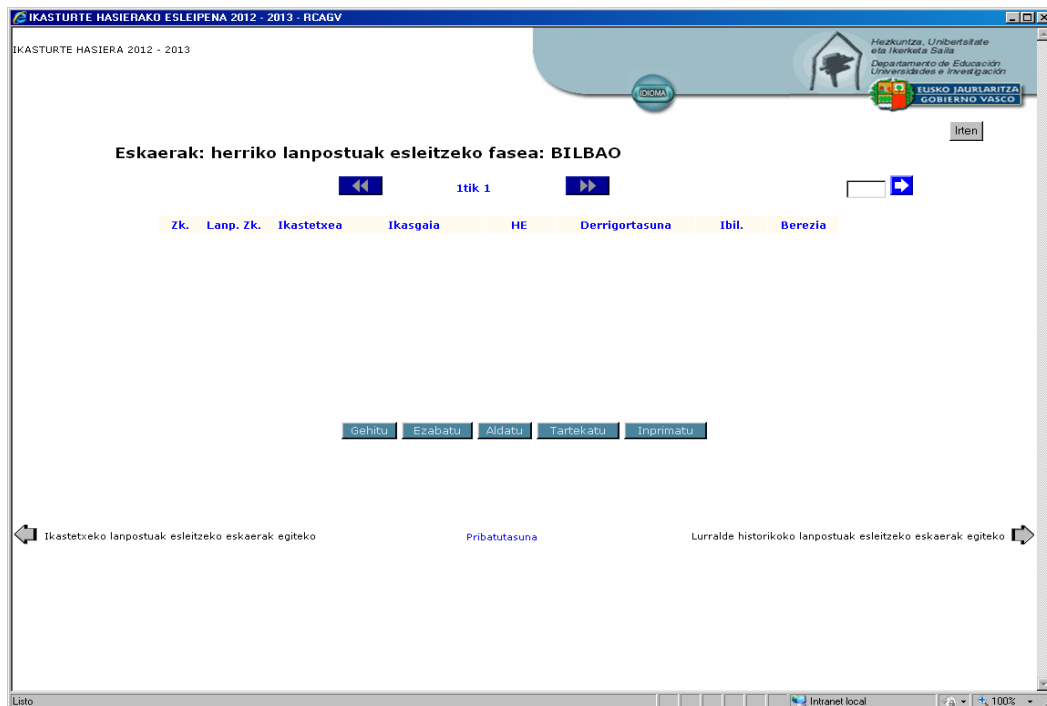 IKASTURTE HASIERAKO ESLEIPENA 2012 - 2013 - RCAGV
IKASTURTE HASIERA 2012 - 2013
Hezkuntza, Unibertsitate
eta Ikerketa Saila
Departamento de Educación
Universidades e Investigación
IDIOMA
EUSKO JAURLARITZA
GOBIERNO VASCO
Irten
Eskaerak: herriko lanpostuak esleitzeko fasea: BILBAO
1tik 1
Zk. Lanp. Zk. Ikastetxea Ikasgaia HE Derrigortasuna Ibil. Berezia
Gehitu Ezabatu Aldatu Tartekatu Inprimatu
Ikastetxeko lanpostuak esleitzeko eskaerak egiteko Pribatutasuna Lurralde historikoko lanpostuak esleitzeko eskaerak egiteko
Listo Intranet local 100%